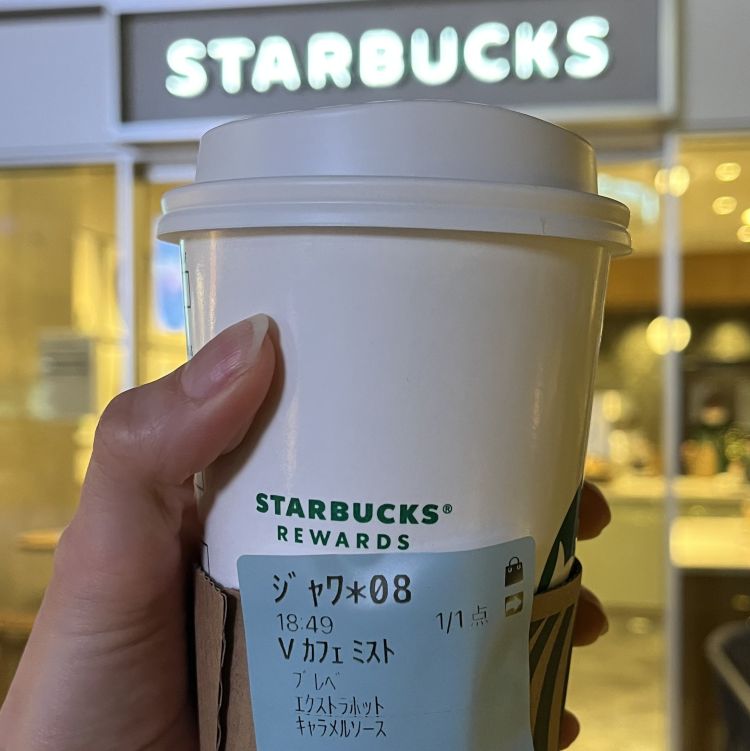 STARBUCKS
STARBUCKS®
REWARDS
ジャワ*08
18:49 1/1 点
V カフェ ミスト
ブレベ
エクストラホット
キャラメルソース